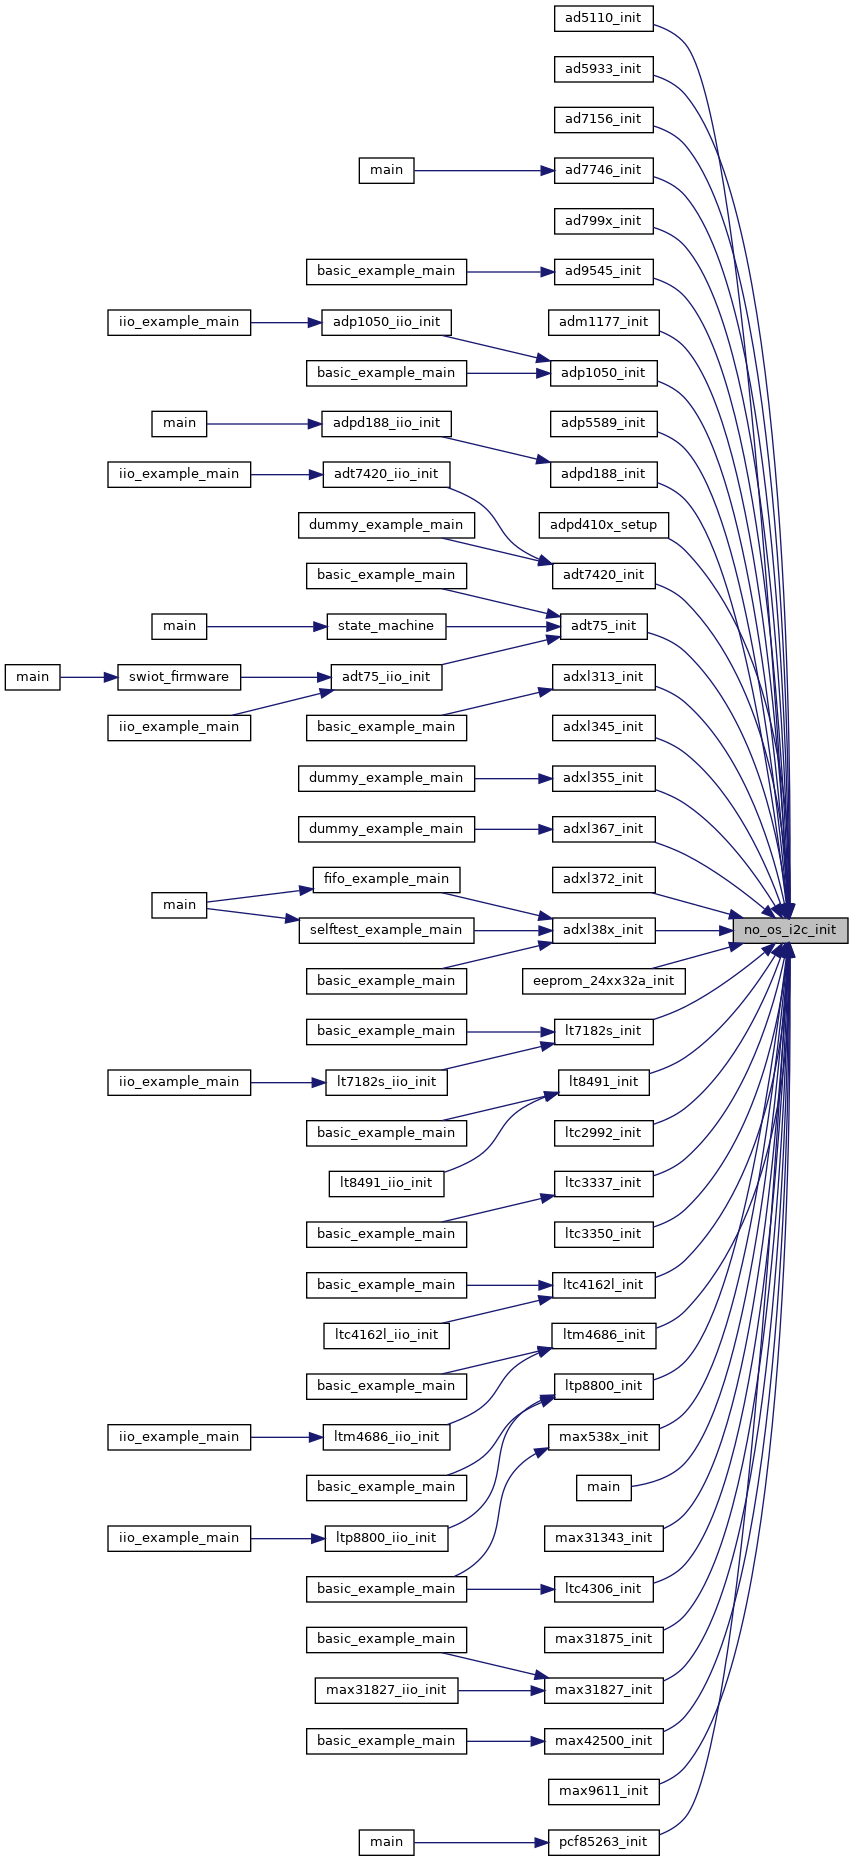 ad5110_init
ad5933_init
ad7156_init
main
ad7746_init
ad799x_init
basic_example_main
ad9545_init
iio_example_main
adp1050_iio_init
adm1177_init
basic_example_main
adp1050_init
main
adpd188_iio_init
adp5589_init
iio_example_main
adt7420_iio_init
adpd188_init
dummy_example_main
adpd410x_setup
basic_example_main
adt7420_init
main
state_machine
adt75_init
main
swiot_firmware
adt75_iio_init
adxl313_init
iio_example_main
basic_example_main
adxl345_init
dummy_example_main
adxl355_init
dummy_example_main
adxl367_init
fifo_example_main
adxl372_init
main
selftest_example_main
adxl38x_init
no_os_i2c_init
basic_example_main
eeprom_24xx32a_init
basic_example_main
lt7182s_init
iio_example_main
lt7182s_iio_init
lt8491_init
basic_example_main
ltc2992_init
lt8491_iio_init
ltc3337_init
basic_example_main
ltc3350_init
basic_example_main
ltc4162l_init
ltc4162l_iio_init
ltm4686_init
basic_example_main
ltp8800_init
iio_example_main
ltm4686_iio_init
max538x_init
basic_example_main
main
iio_example_main
ltp8800_iio_init
max31343_init
basic_example_main
ltc4306_init
basic_example_main
max31875_init
max31827_iio_init
max31827_init
basic_example_main
max42500_init
max9611_init
main
pcf85263_init